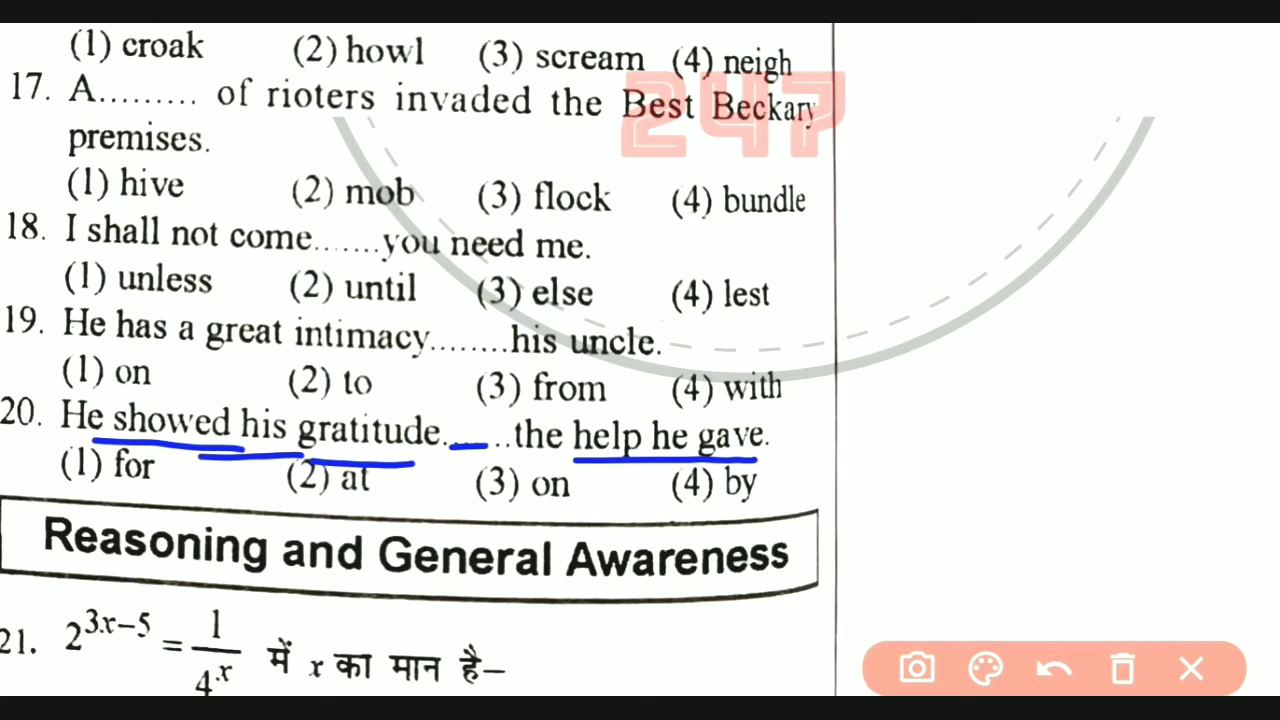 (1) croak (2) howl (3) scream (4) neigh
17. A......... of rioters invaded the Best Beckary
premises.
(1) hive (2) mob (3) flock (4) bundle
18. I shall not come.......you need me.
(1) unless (2) until (3) else (4) lest
19. He has a great intimacy........his uncle.
(1) on (2) to (3) from (4) with
20. He showed his gratitude.........the help he gave.
(1) for (2) at (3) on (4) by
Reasoning and General Awareness
21. 2^{3x-5} = 1/4^x में x का मान है–
247